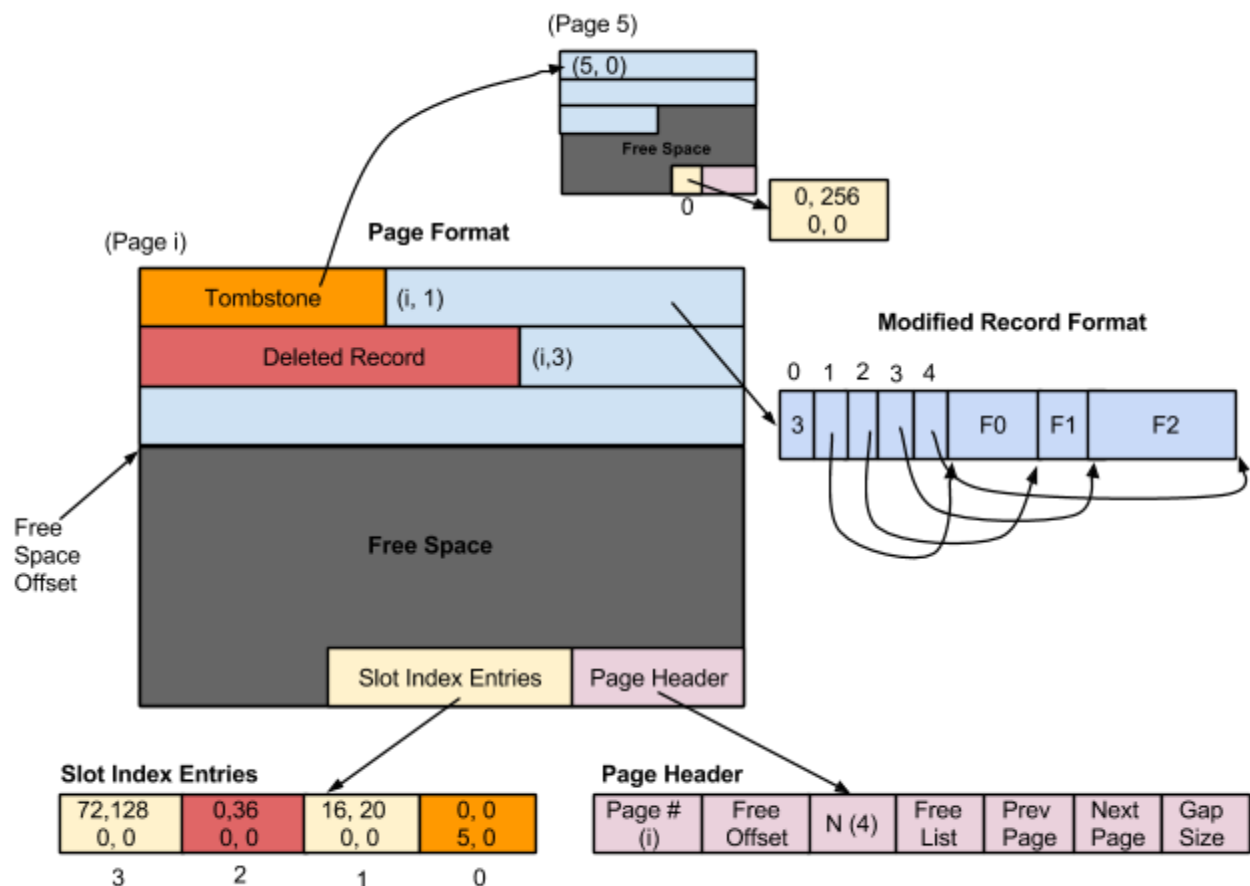 (Page 5)
(5, 0)
Free Space
0
0, 256
0, 0
Page Format
(Page i)
Tombstone
(i, 1)
Deleted Record
(i,3)
Modified Record Format
0 1 2 3 4
3 F0 F1 F2
Free
Space
Offset
Free Space
Slot Index Entries
Page Header
Slot Index Entries
72,128
0, 0
0,36
0, 0
16, 20
0, 0
0, 0
5, 0
3 2 1 0
Page Header
Page #
(i)
Free
Offset
N (4)
Free
List
Prev
Page
Next
Page
Gap
Size